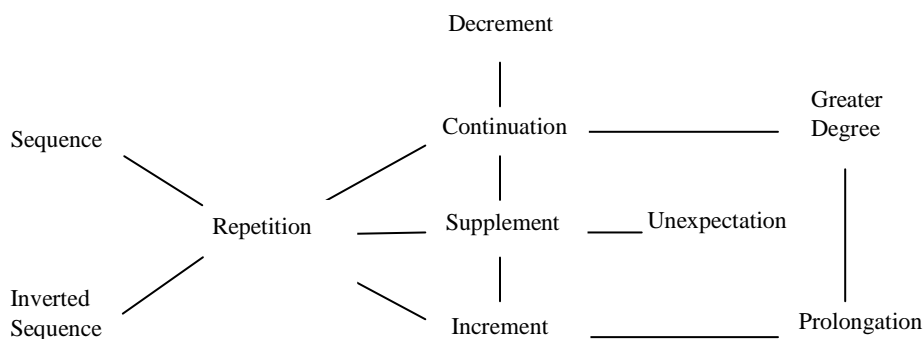 Decrement
Greater
Degree
Continuation
Sequence
Repetition
Supplement
Unexpectation
Inverted
Sequence
Increment
Prolongation